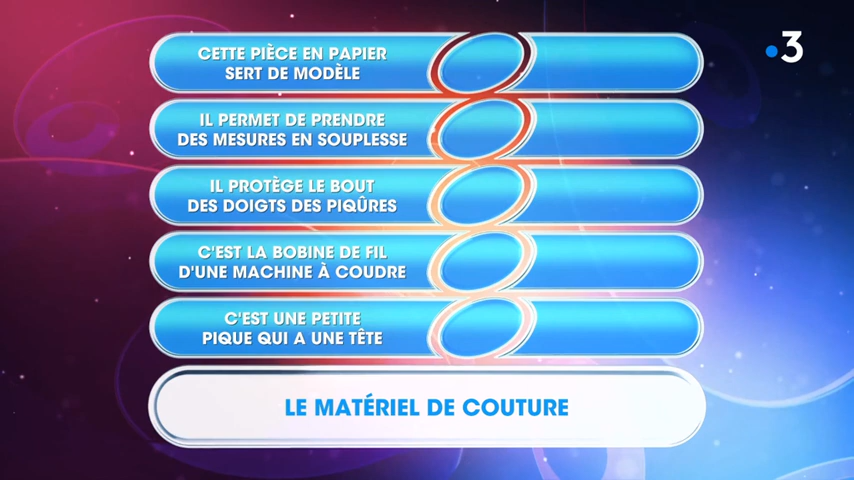 3
CETTE PIÈCE EN PAPIER
SERT DE MODÈLE
IL PERMET DE PRENDRE
DES MESURES EN SOUPLESSE
IL PROTÈGE LE BOUT
DES DOIGTS DES PIQÛRES
C'EST LA BOBINE DE FIL
D'UNE MACHINE À COUDRE
C'EST UNE PETITE
PIQUE QUI A UNE TÊTE
LE MATÉRIEL DE COUTURE